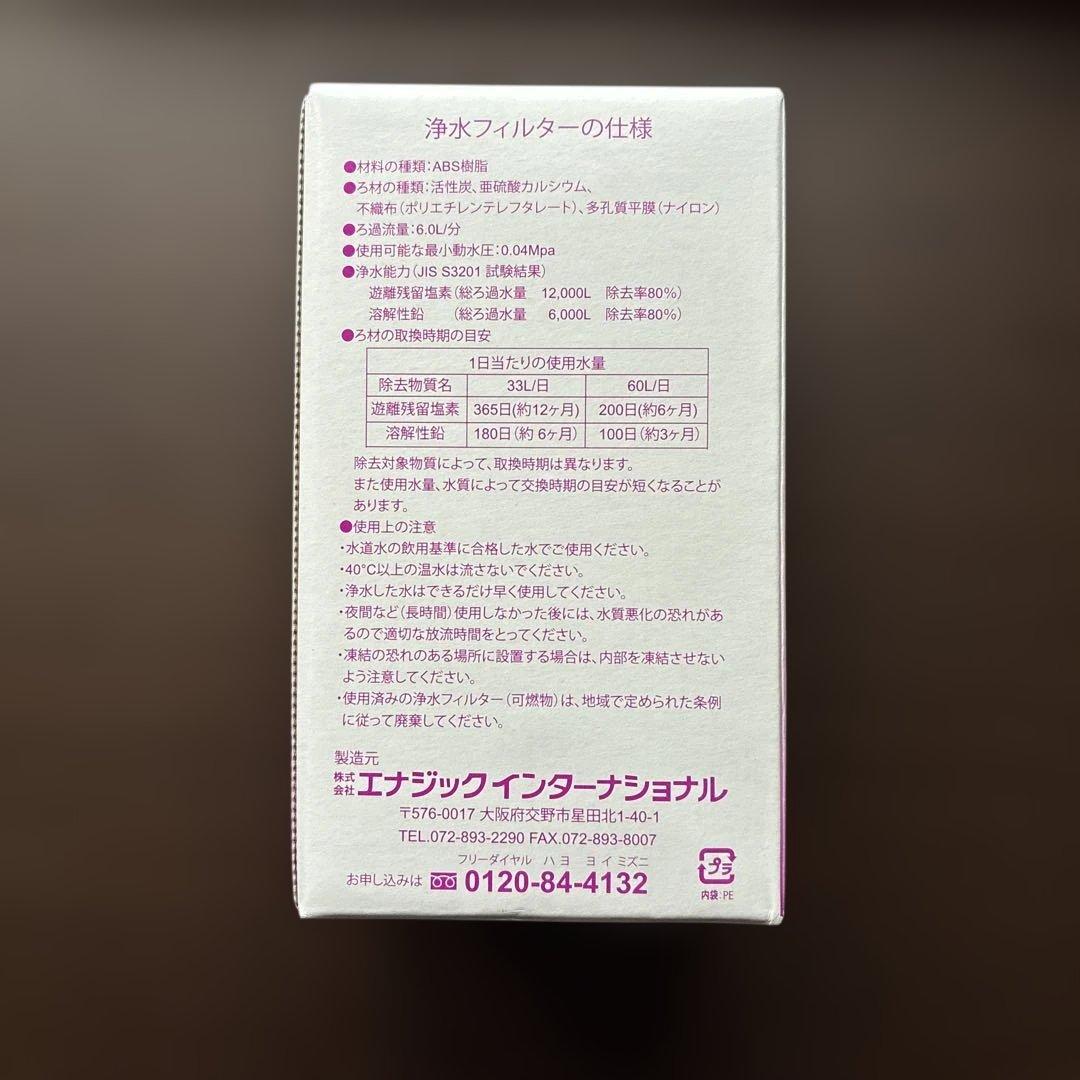 浄水フィルターの仕様
●材料の種類：ABS樹脂
●ろ材の種類：活性炭、亜硫酸カルシウム、
不織布（ポリエチレンテレフタレート）、多孔質平膜（ナイロン）
●ろ過流量：6.0L/分
●使用可能な最小動水圧：0.04Mpa
●浄水能力（JIS S3201 試験結果）
遊離残留塩素（総ろ過水量　12,000L　除去率80％）
溶解性鉛　　（総ろ過水量　 6,000L　除去率80％）
●ろ材の取換時期の目安
1日当たりの使用水量
除去物質名 33L/日 60L/日
遊離残留塩素 365日(約12ヶ月) 200日(約6ヶ月)
溶解性鉛 180日（約 6ヶ月） 100日（約3ヶ月）
除去対象物質によって、取換時期は異なります。
また使用水量、水質によって交換時期の目安が短くなることが
あります。
●使用上の注意
・水道水の飲用基準に合格した水でご使用ください。
・40°C以上の温水は流さないでください。
・浄水した水はできるだけ早く使用してください。
・夜間など（長時間）使用しなかった後には、水質悪化の恐れがあ
るので適切な放流時間をとってください。
・凍結の恐れのある場所に設置する場合は、内部を凍結させない
よう注意してください。
・使用済みの浄水フィルター（可燃物）は、地域で定められた条例
に従って廃棄してください。
製造元
株式会社 エナジックインターナショナル
〒576-0017 大阪府交野市星田北1-40-1
TEL.072-893-2290 FAX.072-893-8007
フリーダイヤル ハ ヨ ヨ イ ミズニ
お申し込みは 0120-84-4132
プラ
内袋：PE